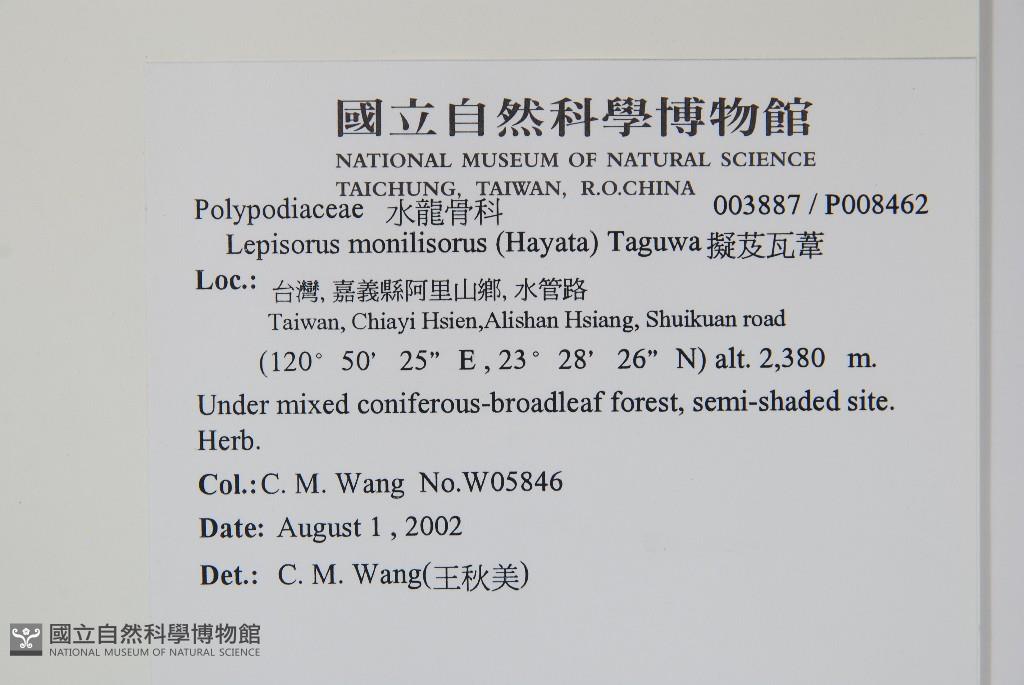 國立自然科學博物館
NATIONAL MUSEUM OF NATURAL SCIENCE
TAICHUNG, TAIWAN, R.O.CHINA
Polypodiaceae 水龍骨科 003887 / P008462
Lepisorus monilisorus (Hayata) Taguwa 擬芨瓦葦
Loc.: 台灣, 嘉義縣阿里山鄉, 水管路
Taiwan, Chiayi Hsien,Alishan Hsiang, Shuikuan road
(120° 50' 25" E , 23° 28' 26" N) alt. 2,380 m.
Under mixed coniferous-broadleaf forest, semi-shaded site.
Herb.
Col.: C. M. Wang No.W05846
Date: August 1 , 2002
Det.: C. M. Wang(王秋美)
國立自然科學博物館
NATIONAL MUSEUM OF NATURAL SCIENCE